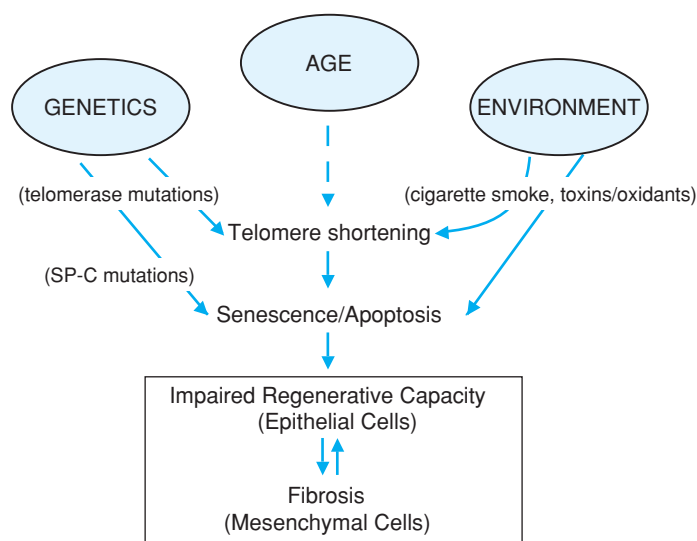 AGE
GENETICS
ENVIRONMENT
(telomerase mutations)
(cigarette smoke, toxins/oxidants)
Telomere shortening
(SP-C mutations)
Senescence/Apoptosis
Impaired Regenerative Capacity
(Epithelial Cells)
Fibrosis
(Mesenchymal Cells)